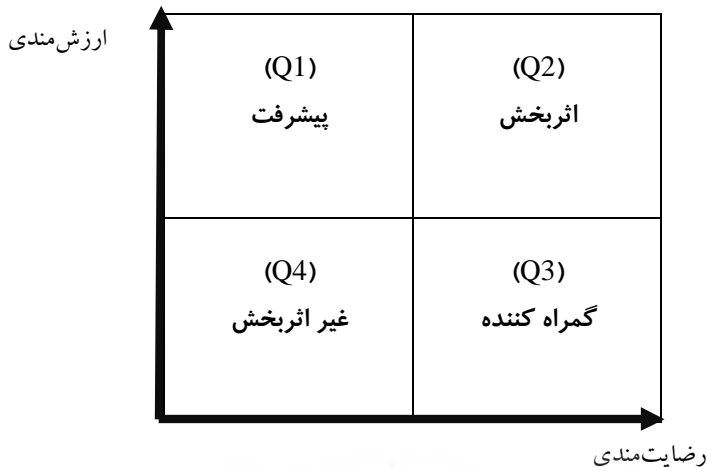 ارزش‌مندی
(Q1)
پیشرفت
(Q2)
اثربخش
(Q4)
غیر اثربخش
(Q3)
گمراه کننده
رضایت‌مندی